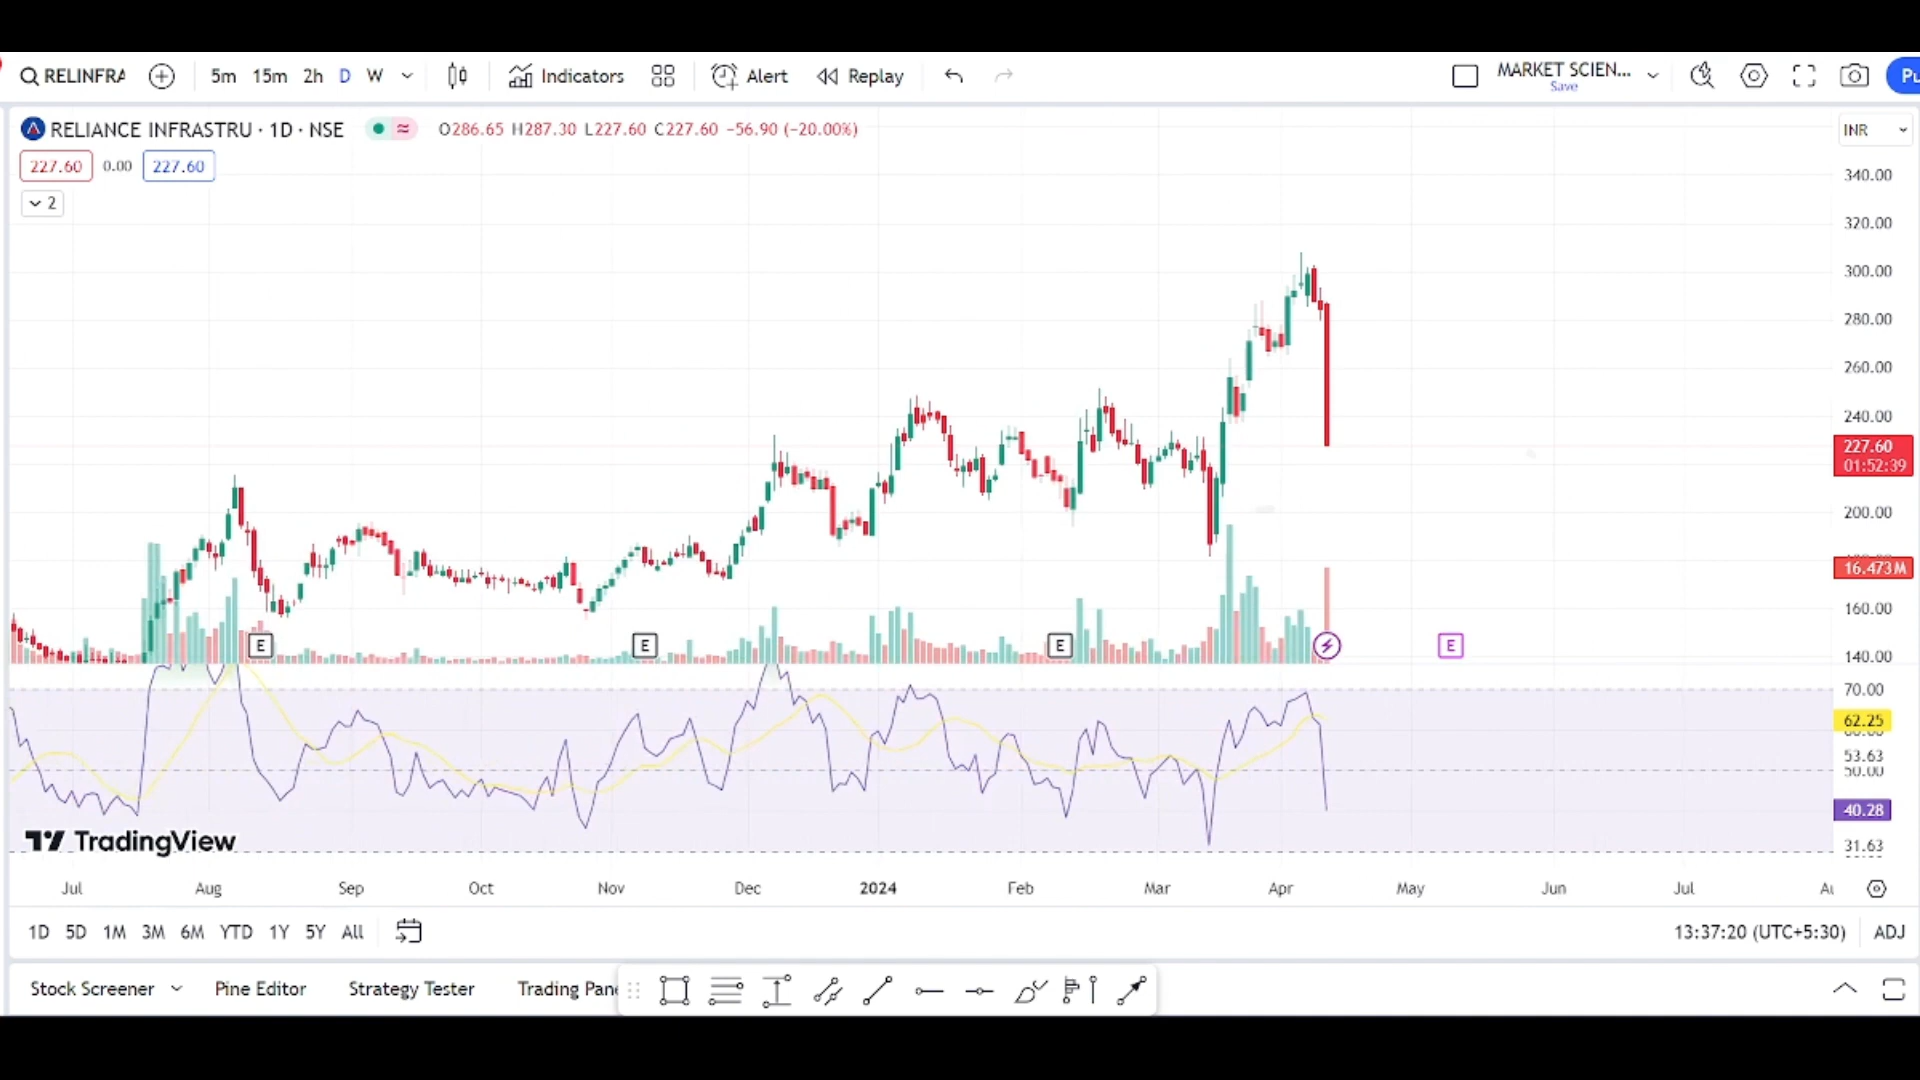 RELINFRA 5m 15m 2h D W Indicators Alert Replay MARKET SCIEN...
Save
RELIANCE INFRASTRU · 1D · NSE O286.65 H287.30 L227.60 C227.60 −56.90 (−20.00%) INR
227.60 0.00 227.60
2
340.00
320.00
300.00
280.00
260.00
240.00
227.60
01:52:39
200.00
16.473M
160.00
E E E E
140.00
70.00
62.25
53.63
50.00
40.28
TradingView
31.63
Jul Aug Sep Oct Nov Dec 2024 Feb Mar Apr May Jun Jul
1D 5D 1M 3M 6M YTD 1Y 5Y All 13:37:20 (UTC+5:30) ADJ
Stock Screener Pine Editor Strategy Tester Trading Pane